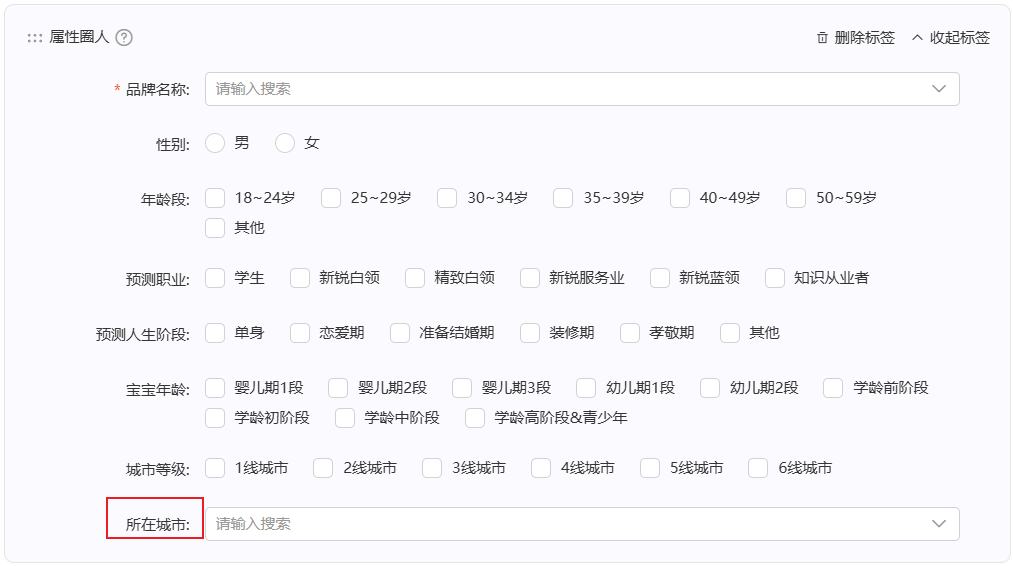 属性圈人 ? 删除标签 收起标签
* 品牌名称: 请输入搜索
性别: 男 女
年龄段: 18~24岁 25~29岁 30~34岁 35~39岁 40~49岁 50~59岁
其他
预测职业: 学生 新锐白领 精致白领 新锐服务业 新锐蓝领 知识从业者
预测人生阶段: 单身 恋爱期 准备结婚期 装修期 孝敬期 其他
宝宝年龄: 婴儿期1段 婴儿期2段 婴儿期3段 幼儿期1段 幼儿期2段 学龄前阶段
学龄初阶段 学龄中阶段 学龄高阶段&青少年
城市等级: 1线城市 2线城市 3线城市 4线城市 5线城市 6线城市
所在城市: 请输入搜索